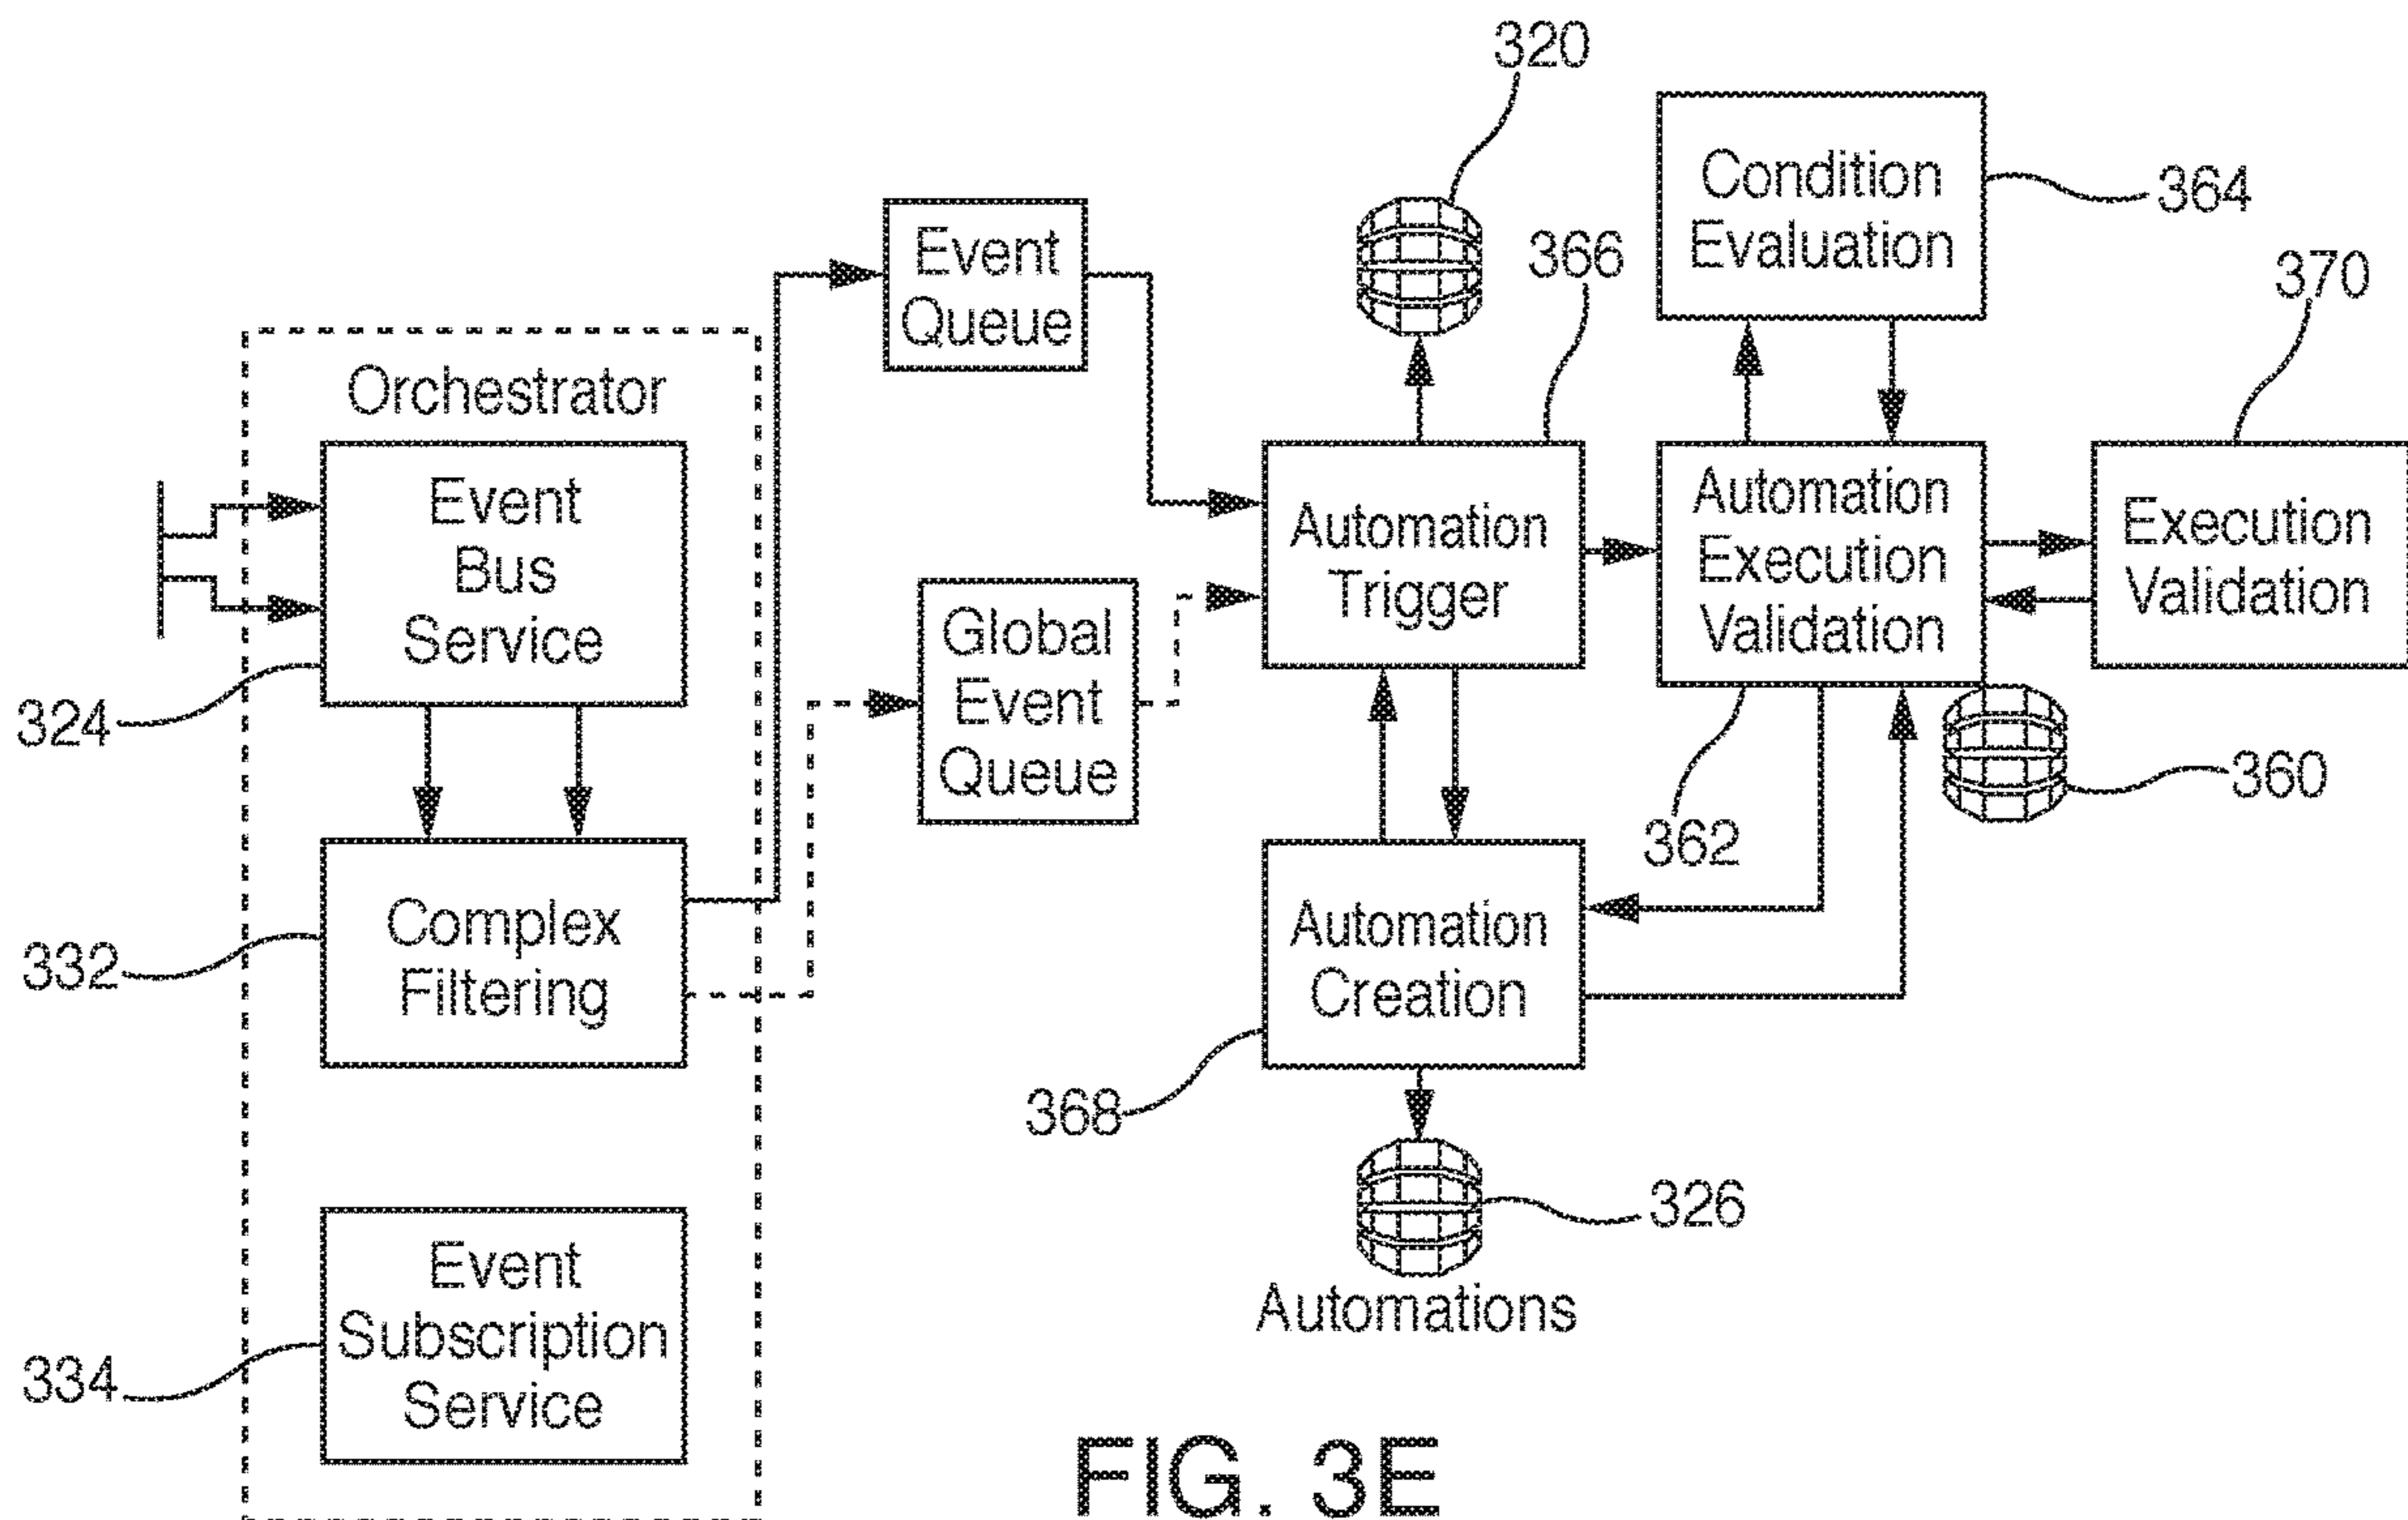 320
Condition
Evaluation
364
Event
Queue
366
370
Orchestrator
Event
Bus
Service
324
Automation
Trigger
Automation
Execution
Validation
Execution
Validation
Global
Event
Queue
360
362
Complex
Filtering
332
Automation
Creation
368
326
Automations
Event
Subscription
Service
334
FIG. 3E